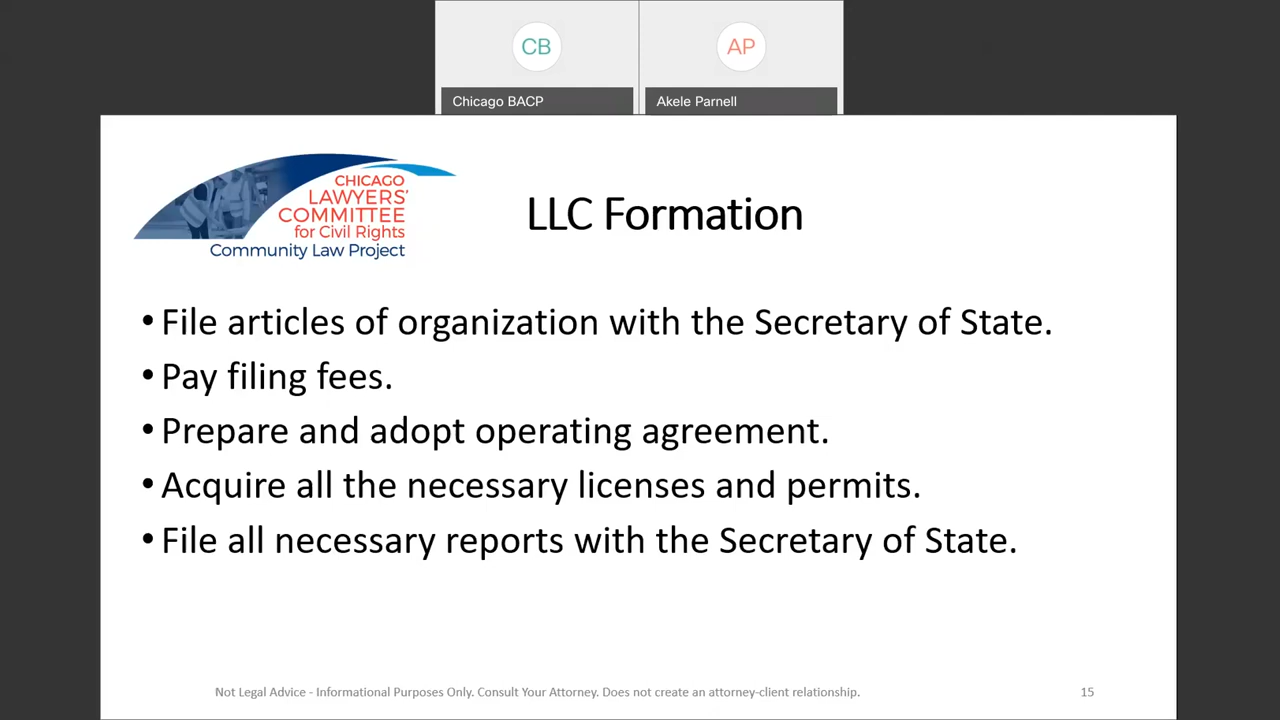 CB
AP
Chicago BACP
Akele Parnell
CHICAGO
LAWYERS'
COMMITTEE
for Civil Rights
Community Law Project
LLC Formation
• File articles of organization with the Secretary of State.
• Pay filing fees.
• Prepare and adopt operating agreement.
• Acquire all the necessary licenses and permits.
• File all necessary reports with the Secretary of State.
Not Legal Advice - Informational Purposes Only. Consult Your Attorney. Does not create an attorney-client relationship.
15